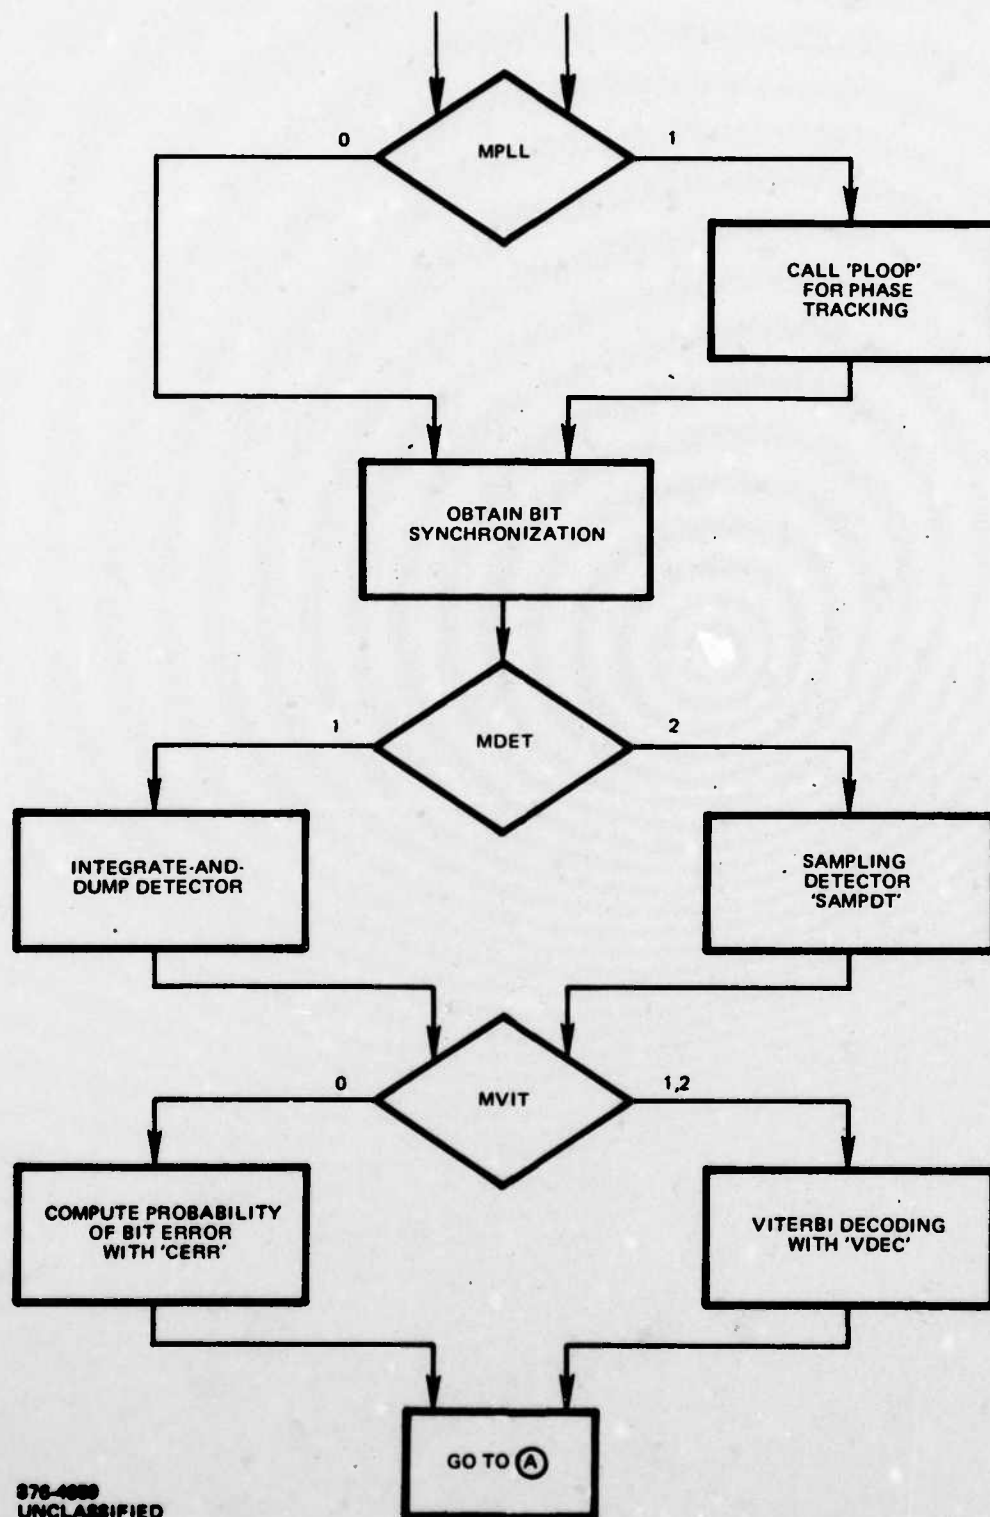 0
MPLL
1
CALL 'PLOOP'
FOR PHASE
TRACKING
OBTAIN BIT
SYNCHRONIZATION
1
MDET
2
INTEGRATE-AND-
DUMP DETECTOR
SAMPLING
DETECTOR
'SAMPDT'
0
MVIT
1,2
COMPUTE PROBABILITY
OF BIT ERROR
WITH 'CERR'
VITERBI DECODING
WITH 'VDEC'
GO TO A
UNCLASSIFIED